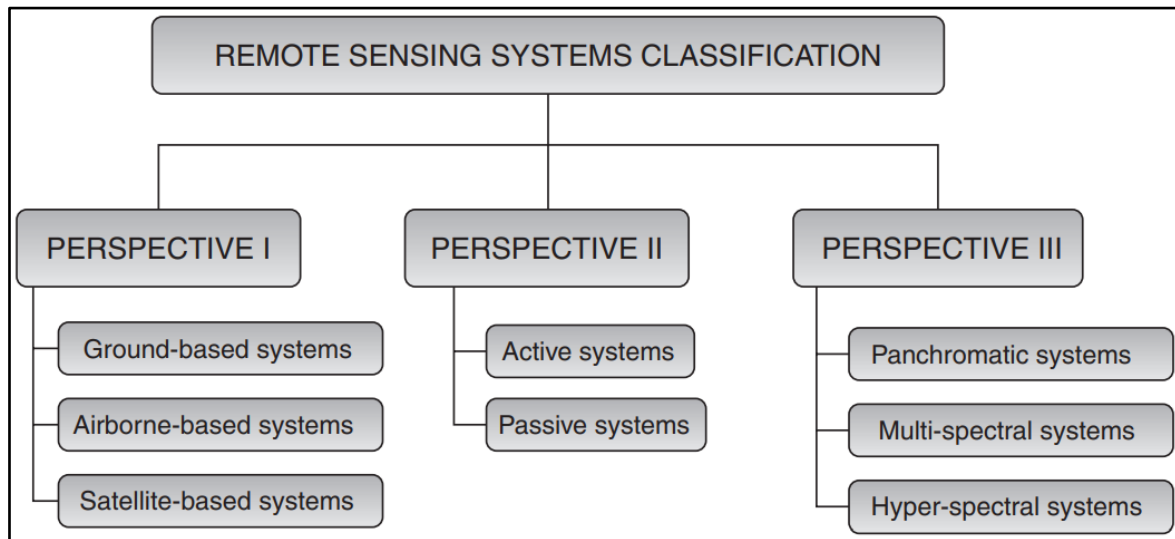 REMOTE SENSING SYSTEMS CLASSIFICATION
PERSPECTIVE I
Ground-based systems
Airborne-based systems
Satellite-based systems
PERSPECTIVE II
Active systems
Passive systems
PERSPECTIVE III
Panchromatic systems
Multi-spectral systems
Hyper-spectral systems